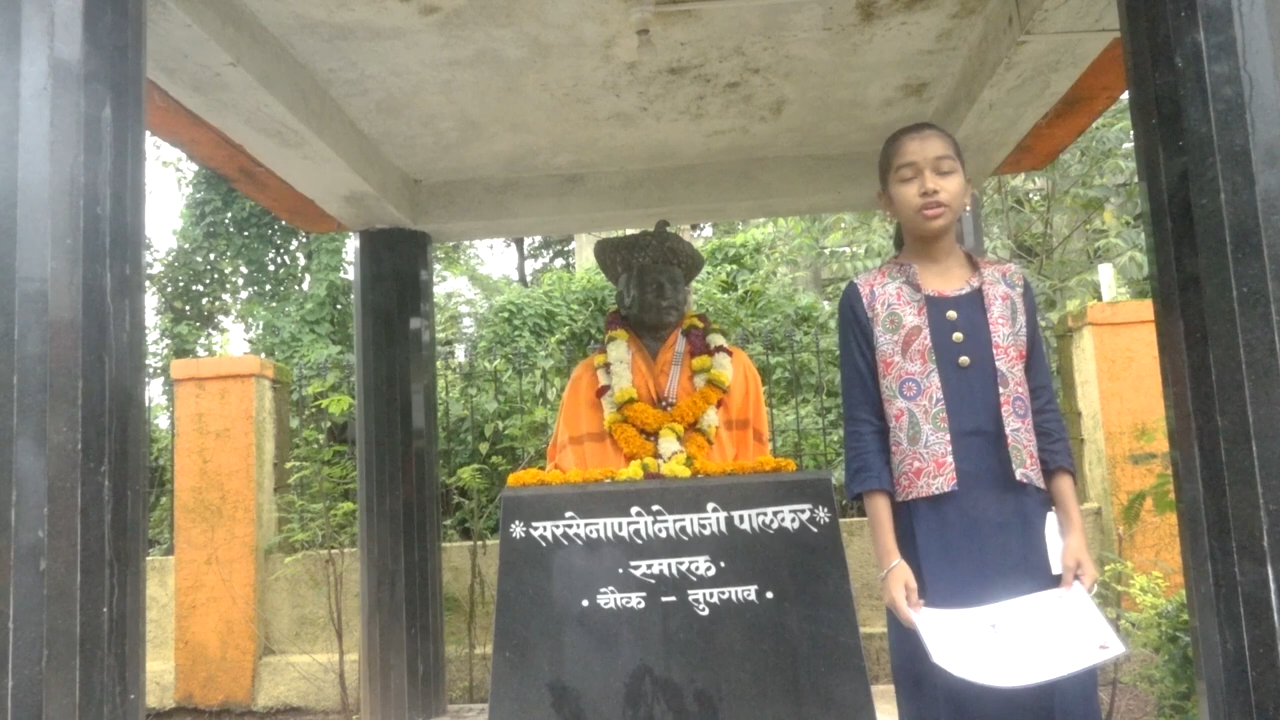 *सरसेनापती नेताजी पालकर*
·स्मारक·
• चौक - तुपगाव •